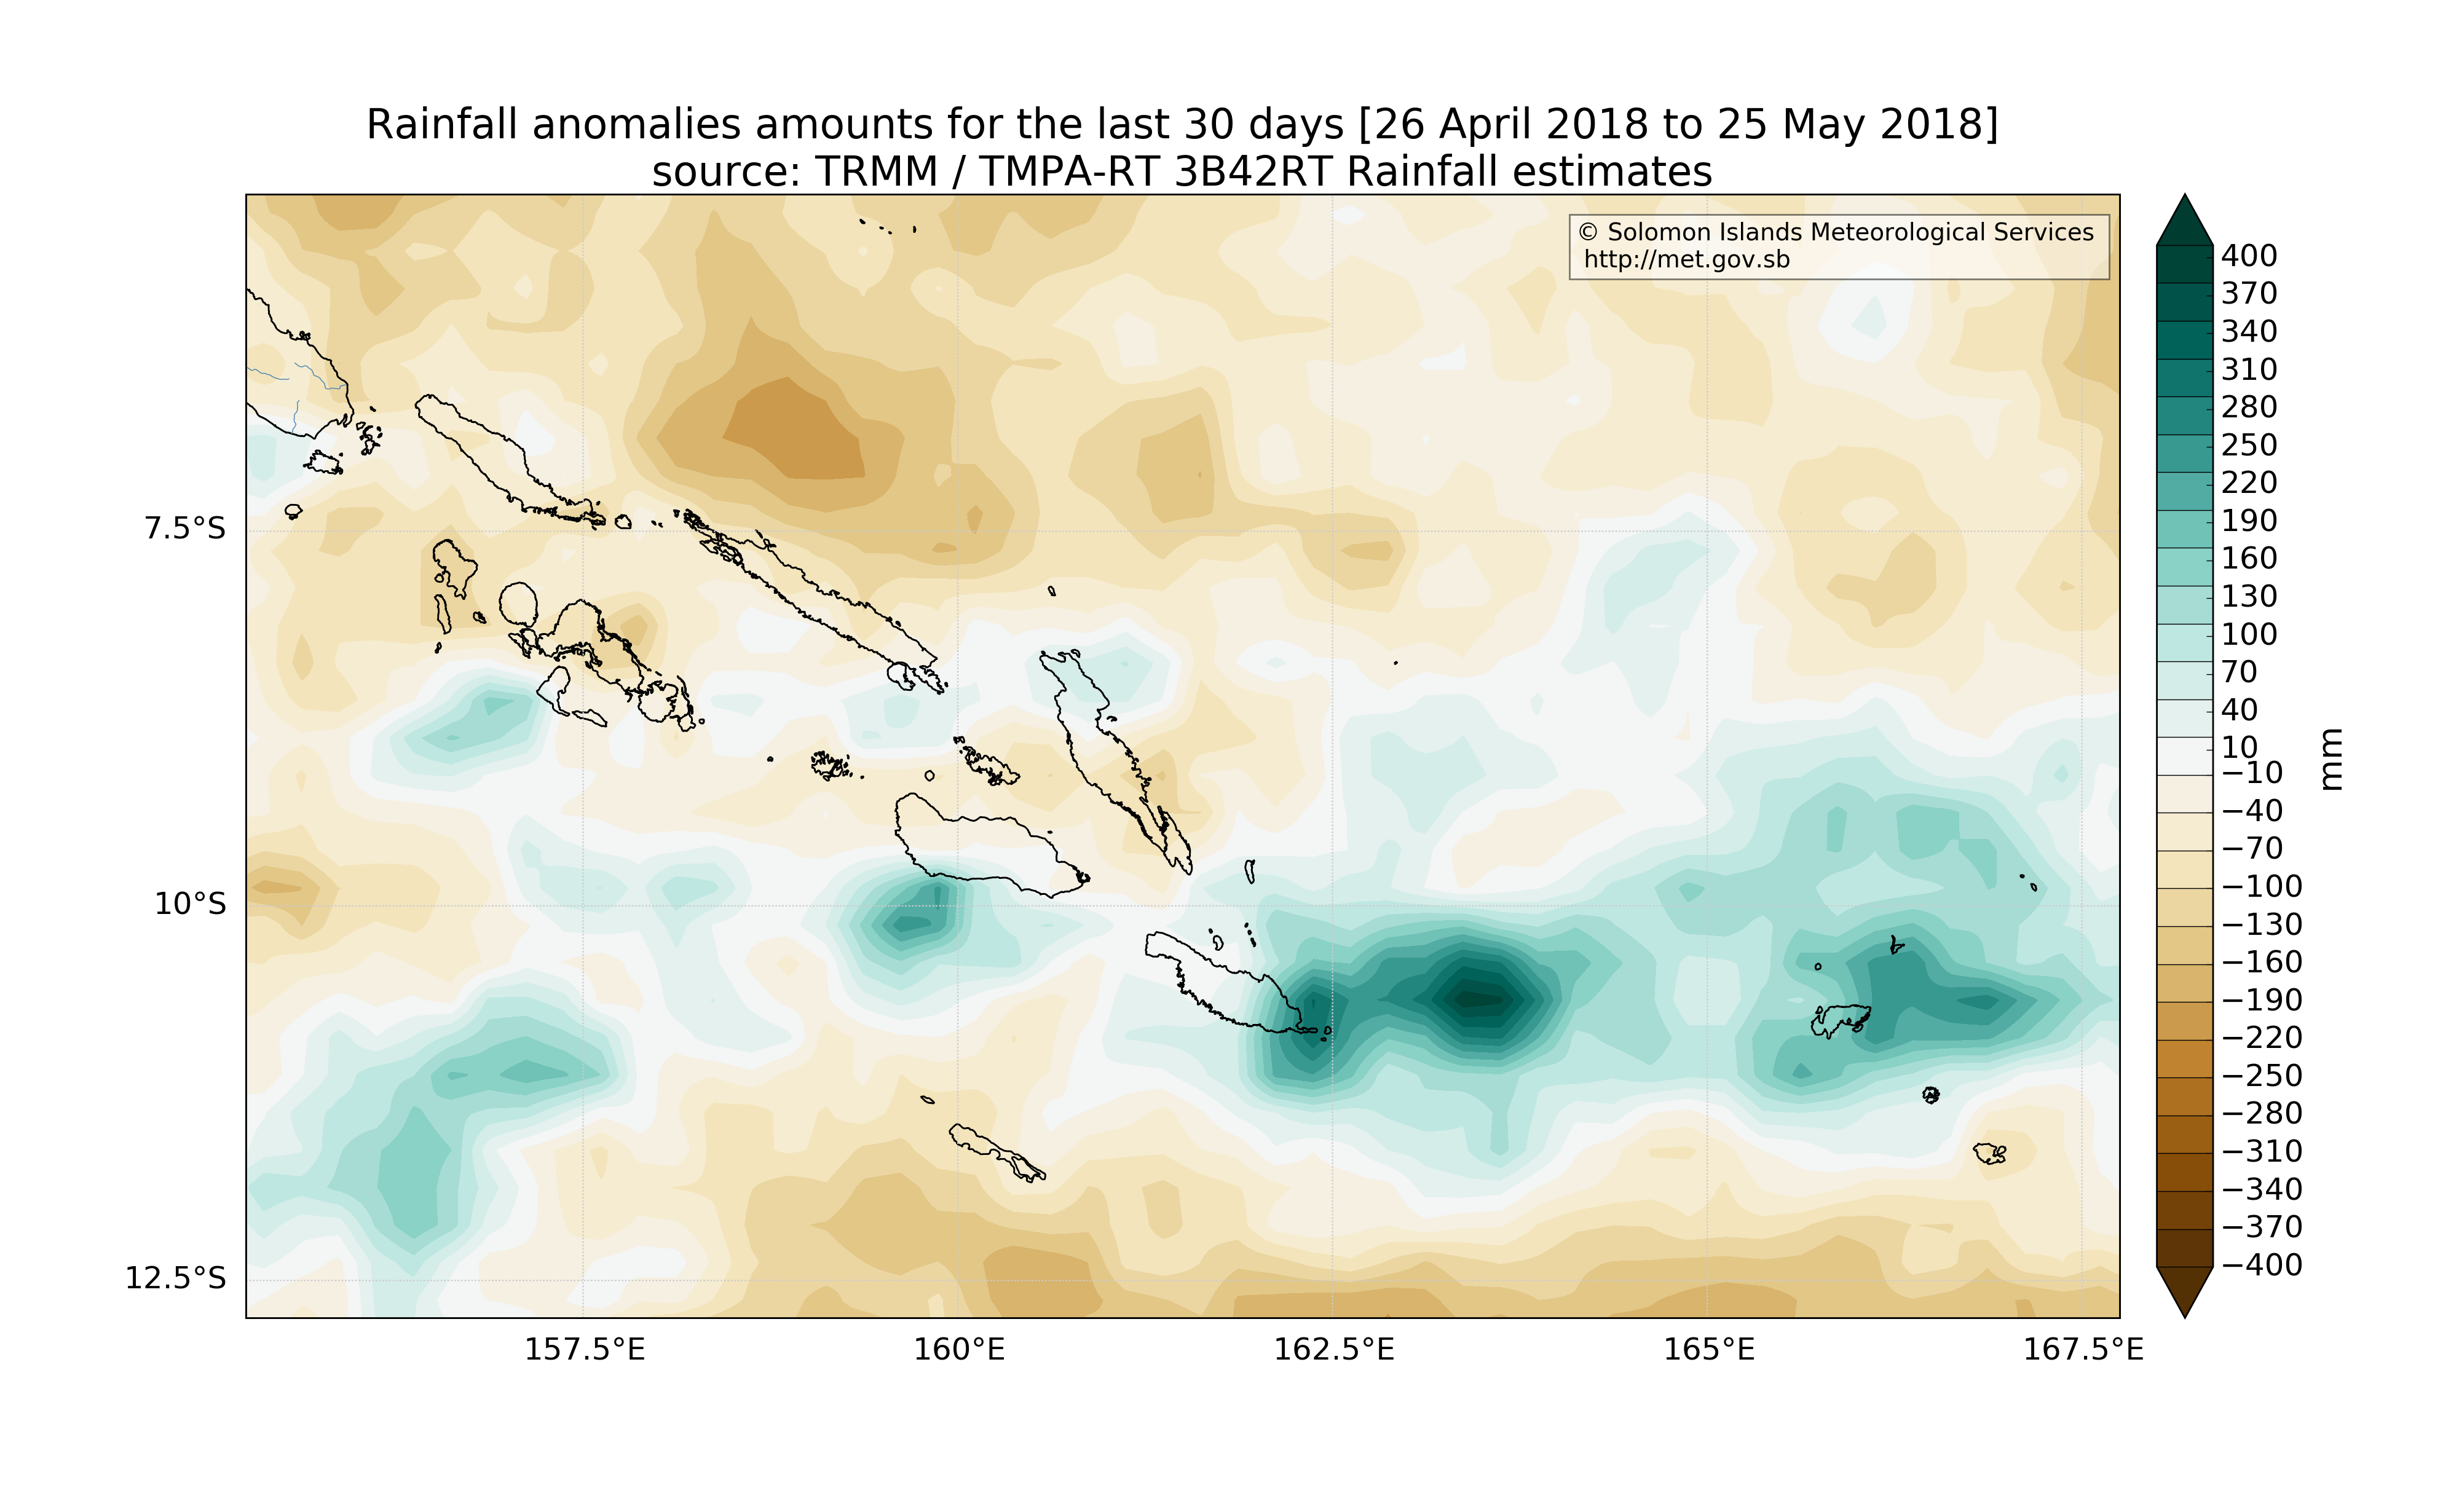 Rainfall anomalies amounts for the last 30 days [26 April 2018 to 25 May 2018]
source: TRMM / TMPA-RT 3B42RT Rainfall estimates
© Solomon Islands Meteorological Services
http://met.gov.sb
7.5°S
10°S
12.5°S
157.5°E
160°E
162.5°E
165°E
167.5°E
400
370
340
310
280
250
220
190
160
130
100
70
40
10
−10
−40
−70
−100
−130
−160
−190
−220
−250
−280
−310
−340
−370
−400
mm